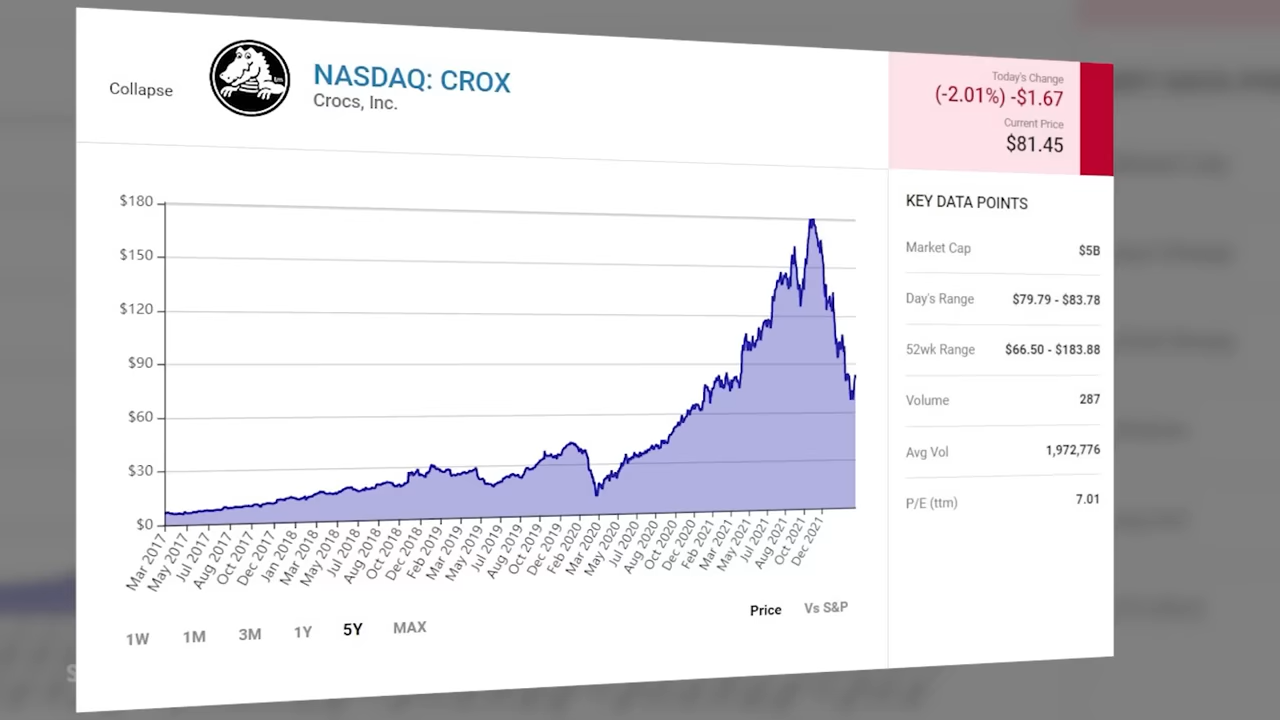 Collapse
NASDAQ: CROX
Crocs, Inc.
Today's Change
(-2.01%) -$1.67
Current Price
$81.45
$180
$150
$120
$90
$60
$30
$0
Mar 2017
May 2017
Jul 2017
Aug 2017
Oct 2017
Dec 2017
Jan 2018
Mar 2018
May 2018
Jul 2018
Aug 2018
Oct 2018
Dec 2018
Feb 2019
Mar 2019
May 2019
Jul 2019
Aug 2019
Oct 2019
Dec 2019
Feb 2020
Mar 2020
May 2020
Jul 2020
Aug 2020
Oct 2020
Dec 2020
Feb 2021
Mar 2021
May 2021
Jul 2021
Aug 2021
Oct 2021
Dec 2021
Price Vs S&P
1W 1M 3M 1Y 5Y MAX
KEY DATA POINTS
Market Cap $5B
Day's Range $79.79 - $83.78
52wk Range $66.50 - $183.88
Volume 287
Avg Vol 1,972,776
P/E (ttm) 7.01